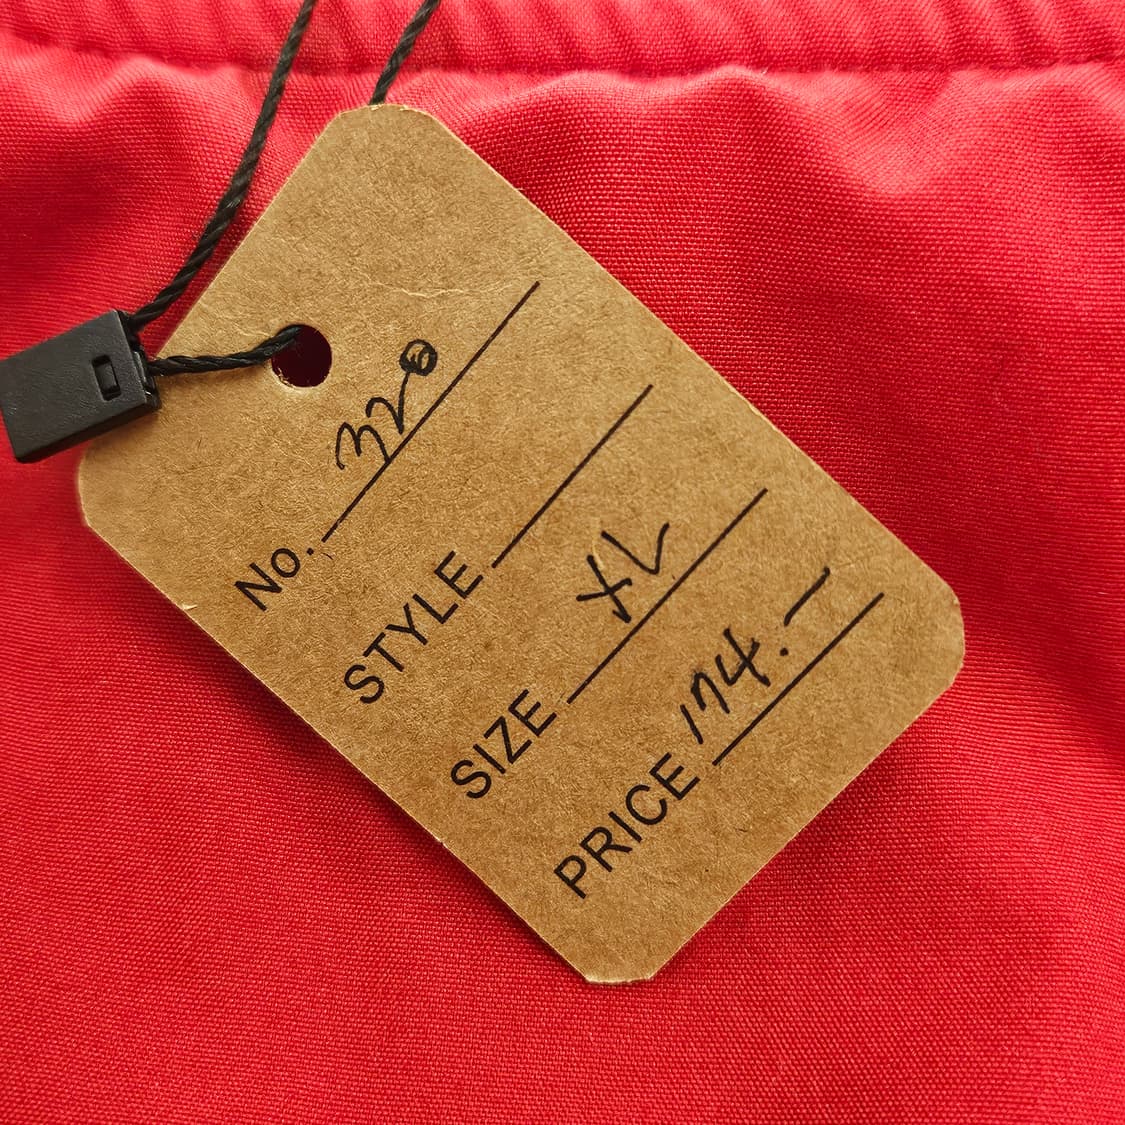 No. 320
STYLE
SIZE XL
PRICE 174.-